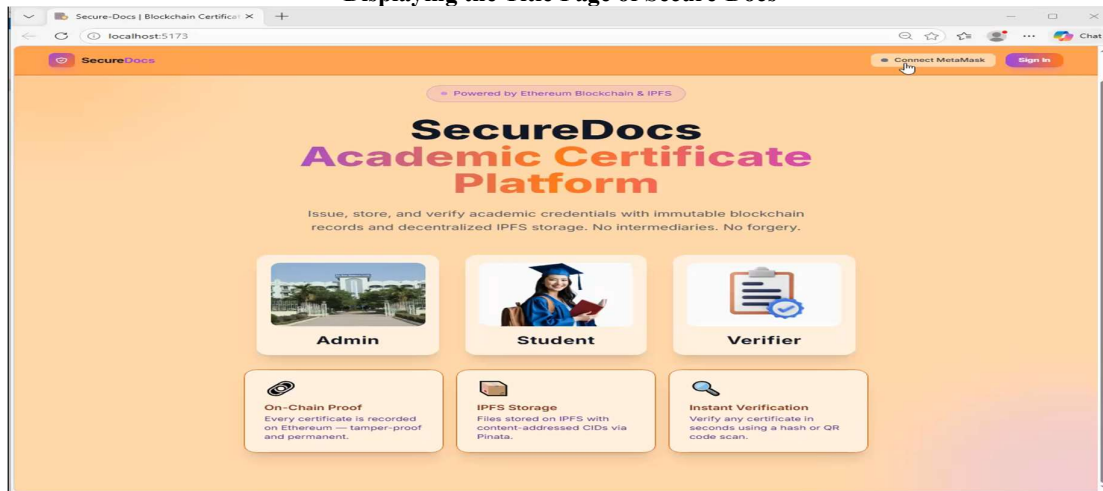 Displaying the Title Page of Secure-Docs
Secure-Docs | Blockchain Certificat
localhost:5173
Chat
SecureDocs
Connect MetaMask
Sign In
Powered by Ethereum Blockchain & IPFS
SecureDocs
Academic Certificate
Platform
Issue, store, and verify academic credentials with immutable blockchain
records and decentralized IPFS storage. No intermediaries. No forgery.
Admin
Student
Verifier
On-Chain Proof
Every certificate is recorded
on Ethereum — tamper-proof
and permanent.
IPFS Storage
Files stored on IPFS with
content-addressed CIDs via
Pinata.
Instant Verification
Verify any certificate in
seconds using a hash or QR
code scan.